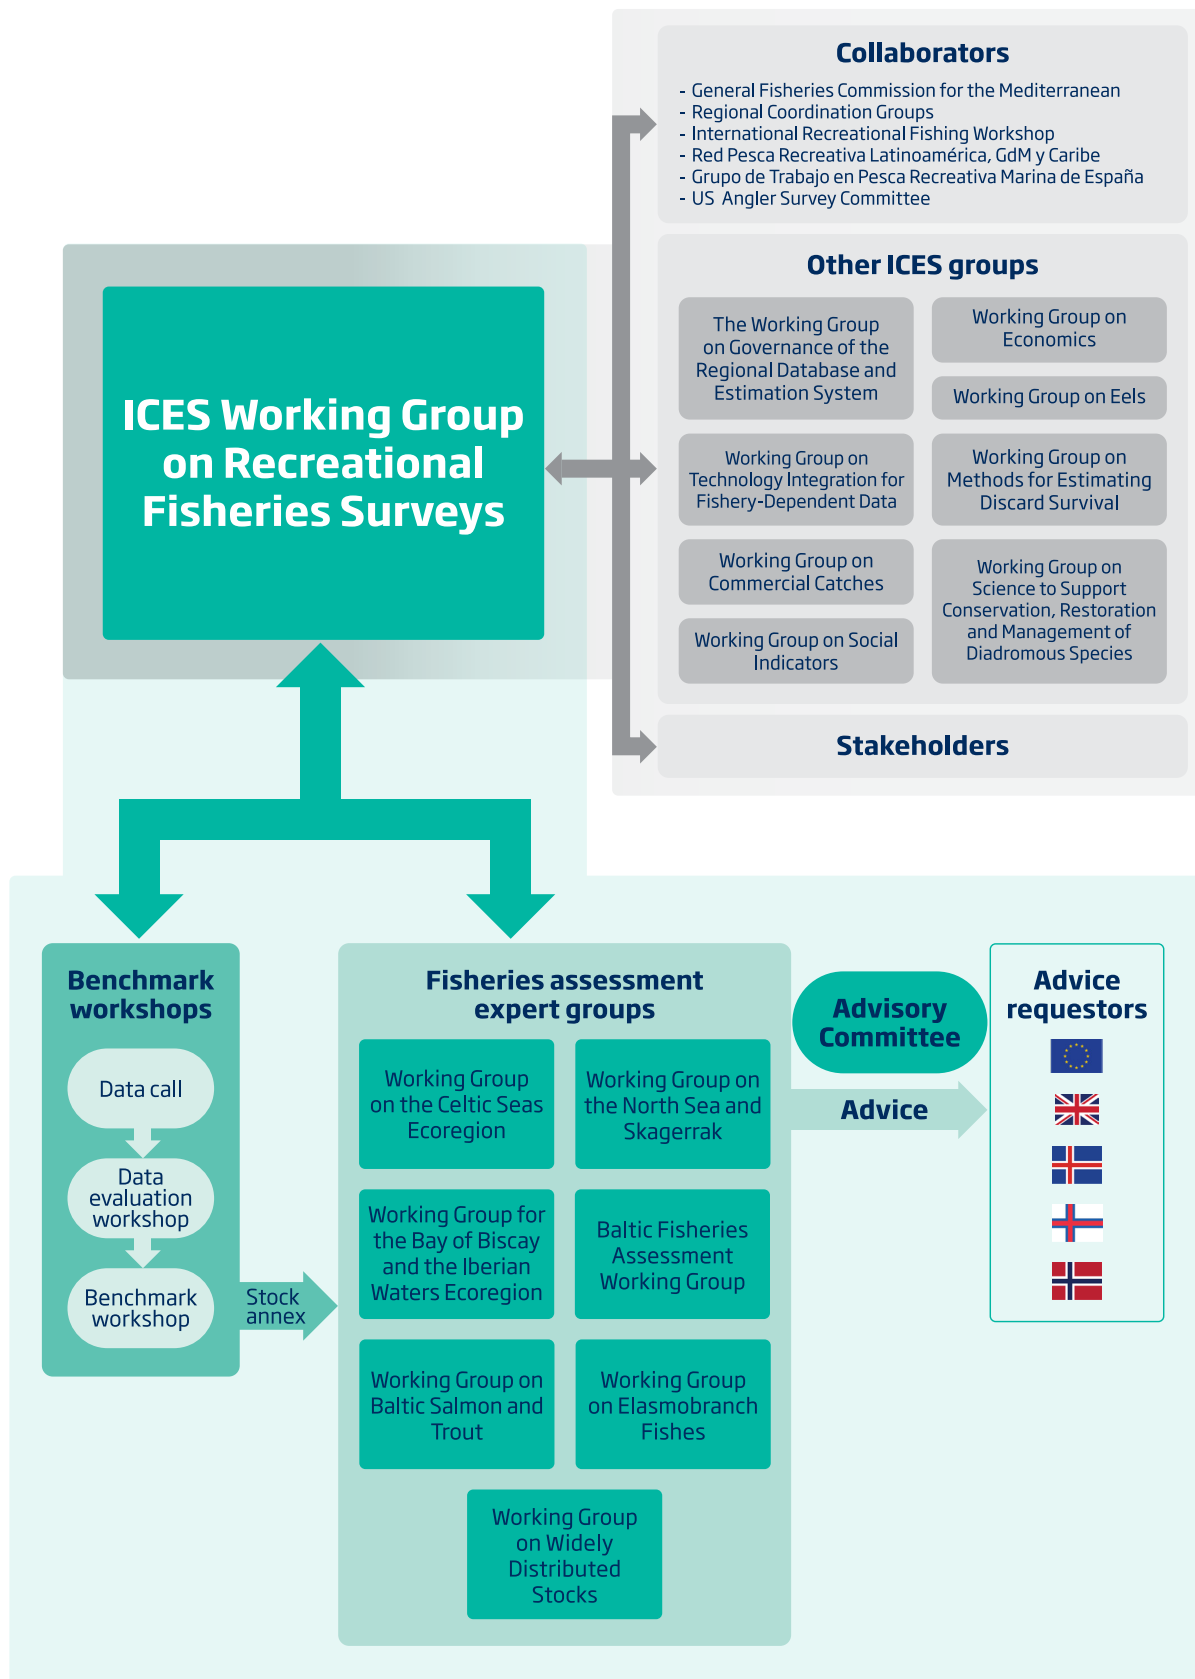 Collaborators
- General Fisheries Commission for the Mediterranean
- Regional Coordination Groups
- International Recreational Fishing Workshop
- Red Pesca Recreativa Latinoamérica, GdM y Caribe
- Grupo de Trabajo en Pesca Recreativa Marina de España
- US Angler Survey Committee
ICES Working Group
on Recreational
Fisheries Surveys
Other ICES groups
The Working Group
on Governance of the
Regional Database and
Estimation System
Working Group on
Economics
Working Group on Eels
Working Group on
Technology Integration for
Fishery-Dependent Data
Working Group on
Methods for Estimating
Discard Survival
Working Group on
Commercial Catches
Working Group on
Science to Support
Conservation, Restoration
and Management of
Diadromous Species
Working Group on Social
Indicators
Stakeholders
Benchmark
workshops
Data call
Data
evaluation
workshop
Benchmark
workshop
Stock
annex
Fisheries assessment
expert groups
Working Group
on the Celtic Seas
Ecoregion
Working Group on
the North Sea and
Skagerrak
Working Group for
the Bay of Biscay
and the Iberian
Waters Ecoregion
Baltic Fisheries
Assessment
Working Group
Working Group on
Baltic Salmon and
Trout
Working Group
on Elasmobranch
Fishes
Working Group
on Widely
Distributed
Stocks
Advisory
Committee
Advice
Advice
requestors